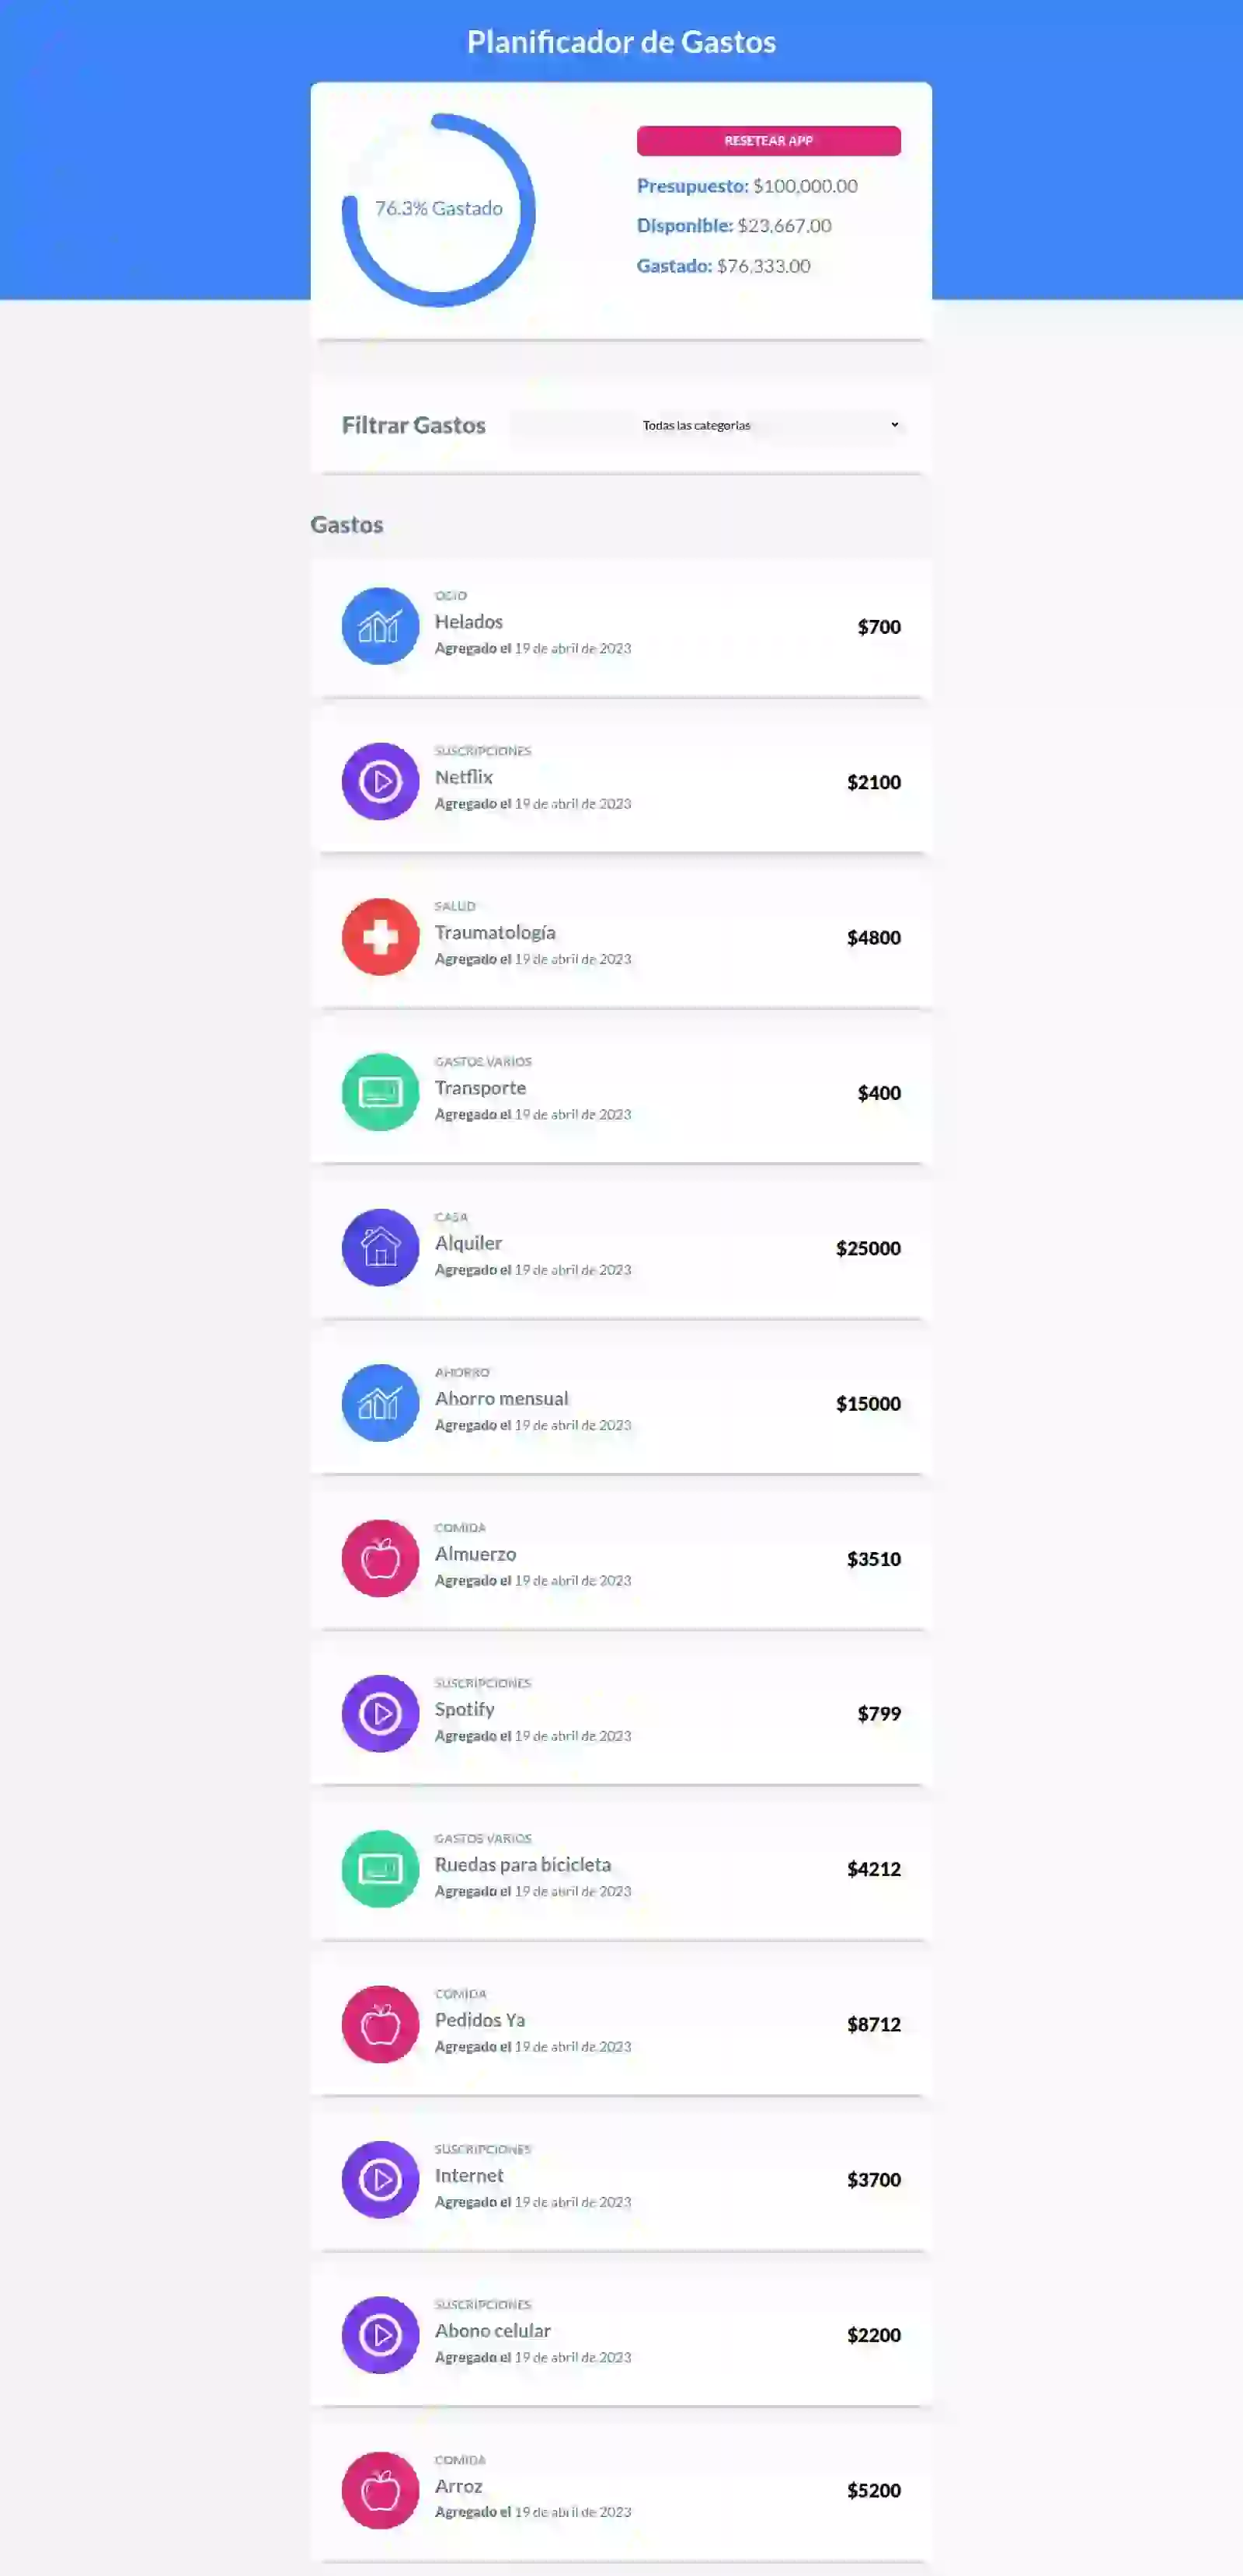 Planificador de Gastos
76.3% Gastado
RESETEAR APP
Presupuesto: $100,000.00
Disponible: $23,667.00
Gastado: $76,333.00
Filtrar Gastos
Todas las categorías
Gastos
OCIO
Helados
Agregado el 19 de abril de 2023
$700
SUSCRIPCIONES
Netflix
Agregado el 19 de abril de 2023
$2100
SALUD
Traumatología
Agregado el 19 de abril de 2023
$4800
GASTOS VARIOS
Transporte
Agregado el 19 de abril de 2023
$400
CASA
Alquiler
Agregado el 19 de abril de 2023
$25000
AHORRO
Ahorro mensual
Agregado el 19 de abril de 2023
$15000
COMIDA
Almuerzo
Agregado el 19 de abril de 2023
$3510
SUSCRIPCIONES
Spotify
Agregado el 19 de abril de 2023
$799
GASTOS VARIOS
Ruedas para bicicleta
Agregado el 19 de abril de 2023
$4212
COMIDA
Pedidos Ya
Agregado el 19 de abril de 2023
$8712
SUSCRIPCIONES
Internet
Agregado el 19 de abril de 2023
$3700
SUSCRIPCIONES
Abono celular
Agregado el 19 de abril de 2023
$2200
COMIDA
Arroz
Agregado el 19 de abril de 2023
$5200